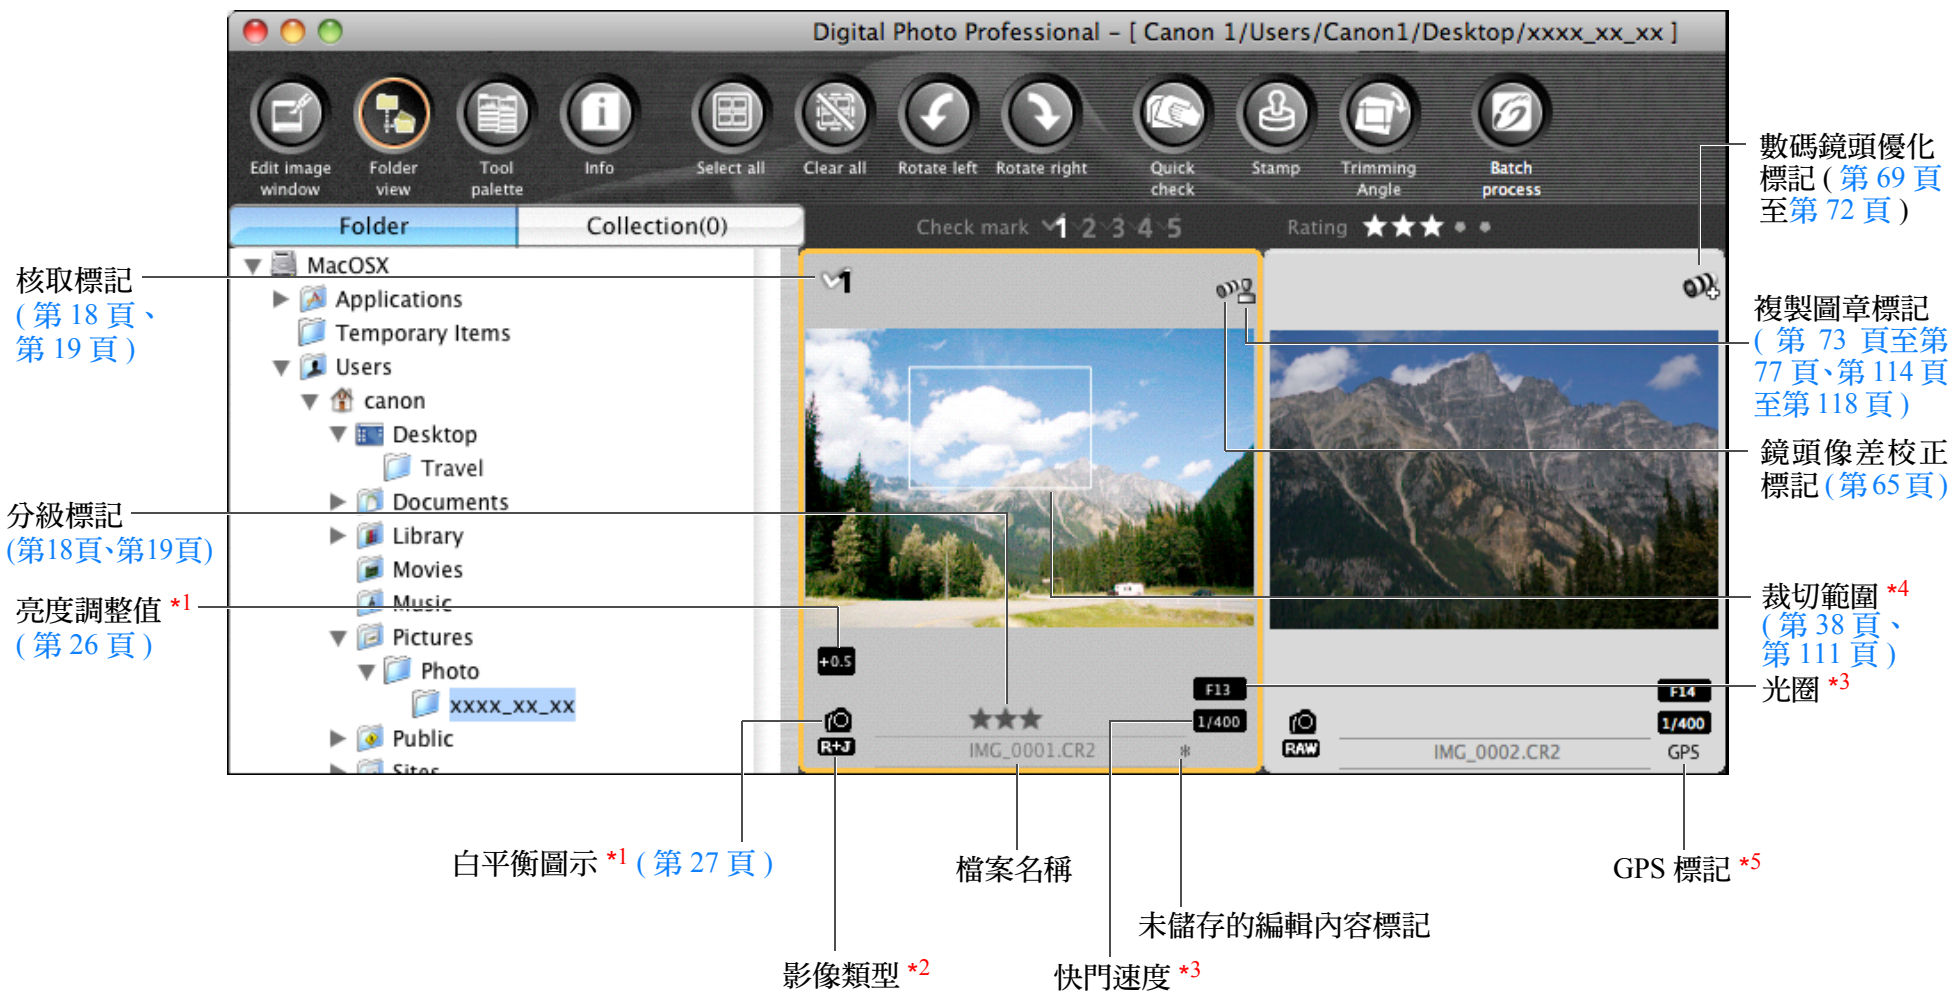 Digital Photo Professional – [ Canon 1/Users/Canon1/Desktop/xxxx_xx_xx ]
Edit image
window
Folder
view
Tool
palette
Info
Select all
Clear all
Rotate left
Rotate right
Quick
check
Stamp
Trimming
Angle
Batch
process
Folder
Collection(0)
Check mark 1 2 3 4 5
Rating ★★★
MacOSX
Applications
Temporary Items
Users
canon
Desktop
Travel
Documents
Library
Movies
Music
Pictures
Photo
xxxx_xx_xx
Public
Sites
1
+0.5
R+J
★★★
IMG_0001.CR2
*
F13
1/400
RAW
IMG_0002.CR2
F14
1/400
GPS
核取標記
( 第 18 頁、
第 19 頁 )
分級標記
(第18頁、第19頁)
亮度調整值 *1
( 第 26 頁 )
數碼鏡頭優化
標記 ( 第 69 頁
至第 72 頁 )
複製圖章標記
( 第 73 頁至第
77 頁、第 114 頁
至第 118 頁 )
鏡頭像差校正
標記 ( 第 65 頁 )
裁切範圍 *4
( 第 38 頁、
第 111 頁 )
光圈 *3
白平衡圖示 *1 ( 第 27 頁 )
檔案名稱
GPS 標記 *5
未儲存的編輯內容標記
影像類型 *2
快門速度 *3